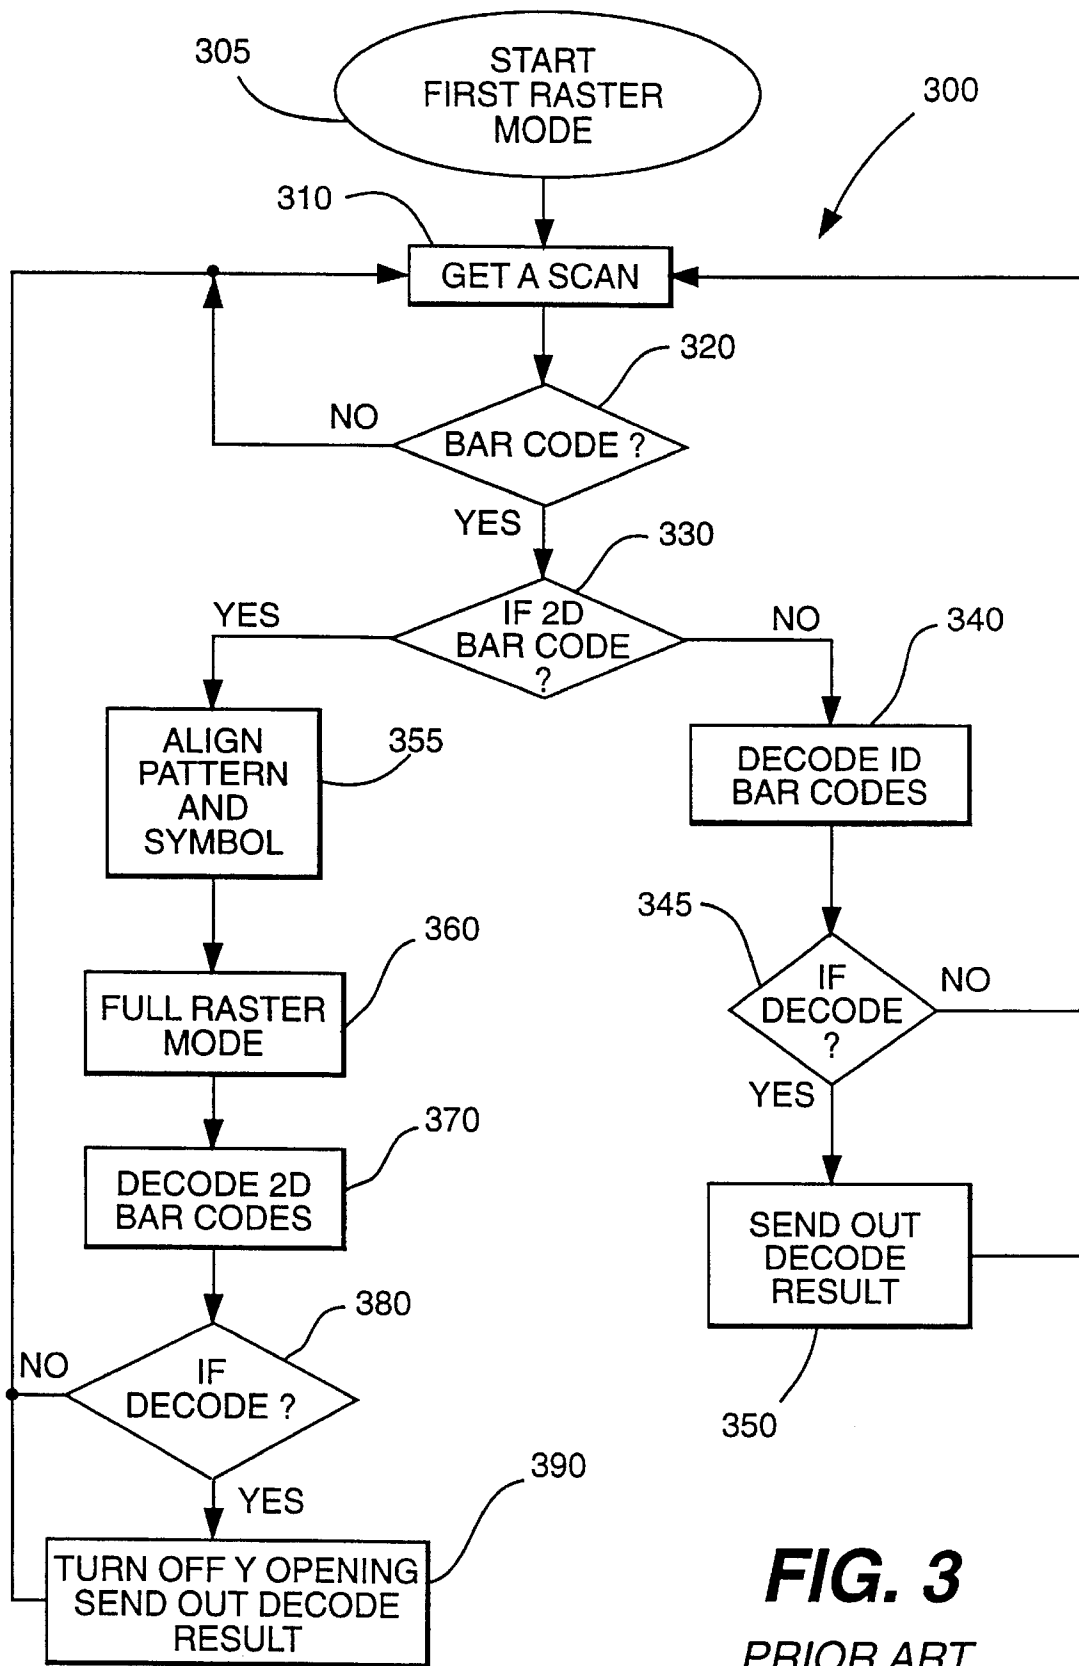 305
START
FIRST RASTER
MODE
300
310
GET A SCAN
320
NO
BAR CODE ?
YES
330
YES
IF 2D
BAR CODE
?
NO
340
ALIGN
PATTERN
AND
SYMBOL
355
DECODE ID
BAR CODES
345
IF
DECODE
?
NO
360
FULL RASTER
MODE
YES
370
DECODE 2D
BAR CODES
SEND OUT
DECODE
RESULT
350
380
NO
IF
DECODE ?
YES
390
TURN OFF Y OPENING
SEND OUT DECODE
RESULT
FIG. 3
PRIOR ART